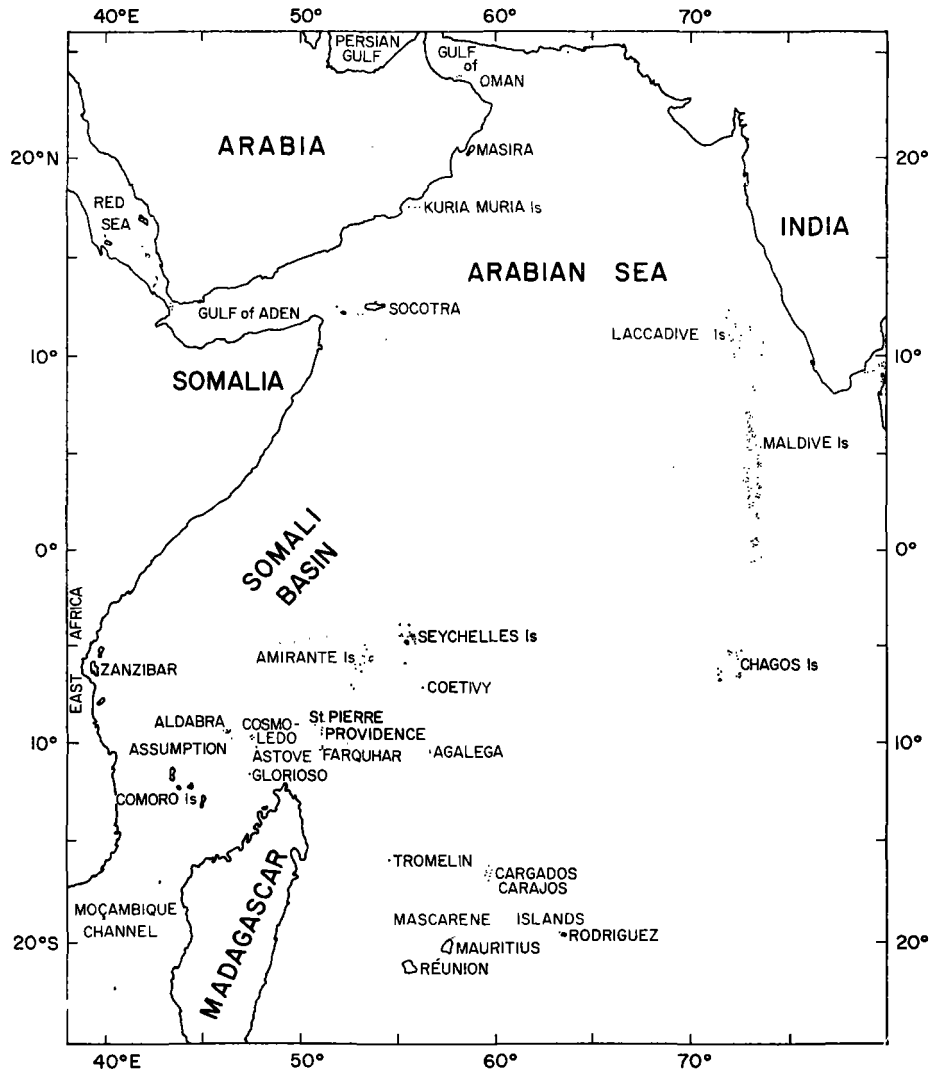 40°E 50° 60° 70°
PERSIAN
GULF
GULF
of
OMAN
ARABIA
20°N
MASIRA
20°
RED
SEA
KURIA MURIA Is
INDIA
ARABIAN SEA
GULF of ADEN
SOCOTRA
LACCADIVE Is
10°
10°
SOMALIA
MALDIVE Is
SOMALI
BASIN
0°
0°
EAST AFRICA
SEYCHELLES Is
AMIRANTE Is
ZANZIBAR
CHAGOS Is
COETIVY
ALDABRA
COSMO-
LEDO
St PIERRE
PROVIDENCE
10°
ASSUMPTION
ASTOVE
FARQUHAR
AGALEGA
10°
GLORIOSO
COMORO Is
MADAGASCAR
TROMELIN
CARGADOS
CARAJOS
MOÇAMBIQUE
CHANNEL
MASCARENE ISLANDS
RODRIGUEZ
20°S
MAURITIUS
20°
RÉUNION
40°E 50° 60° 70°